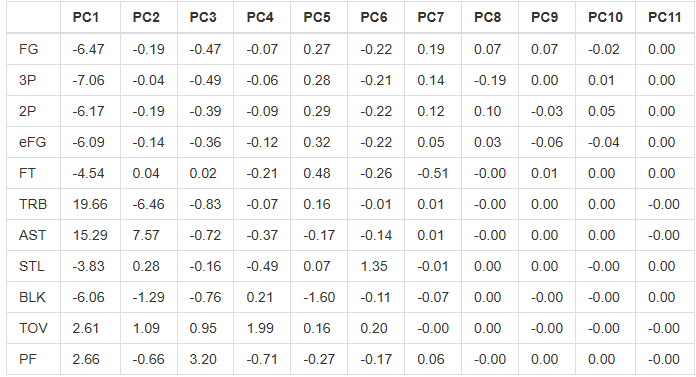 PC1 PC2 PC3 PC4 PC5 PC6 PC7 PC8 PC9 PC10 PC11
FG -6.47 -0.19 -0.47 -0.07 0.27 -0.22 0.19 0.07 0.07 -0.02 0.00
3P -7.06 -0.04 -0.49 -0.06 0.28 -0.21 0.14 -0.19 0.00 0.01 0.00
2P -6.17 -0.19 -0.39 -0.09 0.29 -0.22 0.12 0.10 -0.03 0.05 0.00
eFG -6.09 -0.14 -0.36 -0.12 0.32 -0.22 0.05 0.03 -0.06 -0.04 0.00
FT -4.54 0.04 0.02 -0.21 0.48 -0.26 -0.51 -0.00 0.01 0.00 0.00
TRB 19.66 -6.46 -0.83 -0.07 0.16 -0.01 0.01 -0.00 0.00 0.00 -0.00
AST 15.29 7.57 -0.72 -0.37 -0.17 -0.14 0.01 -0.00 0.00 -0.00 -0.00
STL -3.83 0.28 -0.16 -0.49 0.07 1.35 -0.01 0.00 0.00 -0.00 0.00
BLK -6.06 -1.29 -0.76 0.21 -1.60 -0.11 -0.07 0.00 -0.00 -0.00 0.00
TOV 2.61 1.09 0.95 1.99 0.16 0.20 -0.00 0.00 0.00 -0.00 -0.00
PF 2.66 -0.66 3.20 -0.71 -0.27 -0.17 0.06 -0.00 0.00 0.00 -0.00